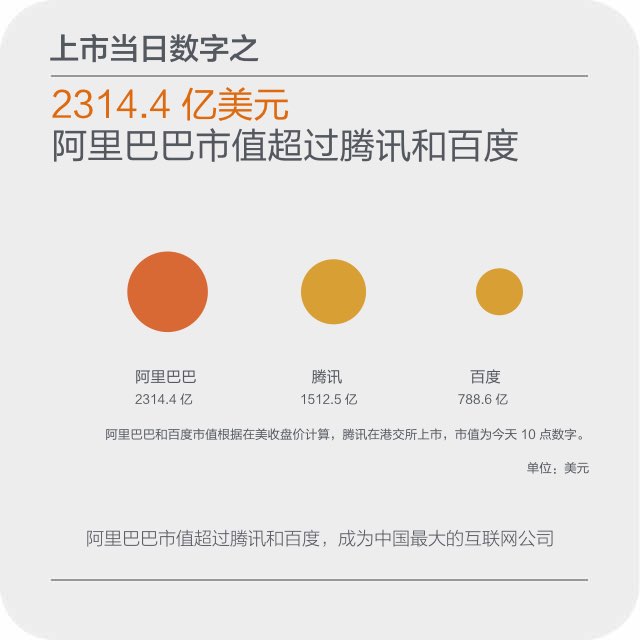 上市当日数字之
2314.4 亿美元
阿里巴巴市值超过腾讯和百度
阿里巴巴 腾讯 百度
2314.4 亿 1512.5 亿 788.6 亿
阿里巴巴和百度市值根据在美收盘价计算，腾讯在港交所上市，市值为今天 10 点数字。
单位：美元
阿里巴巴市值超过腾讯和百度，成为中国最大的互联网公司